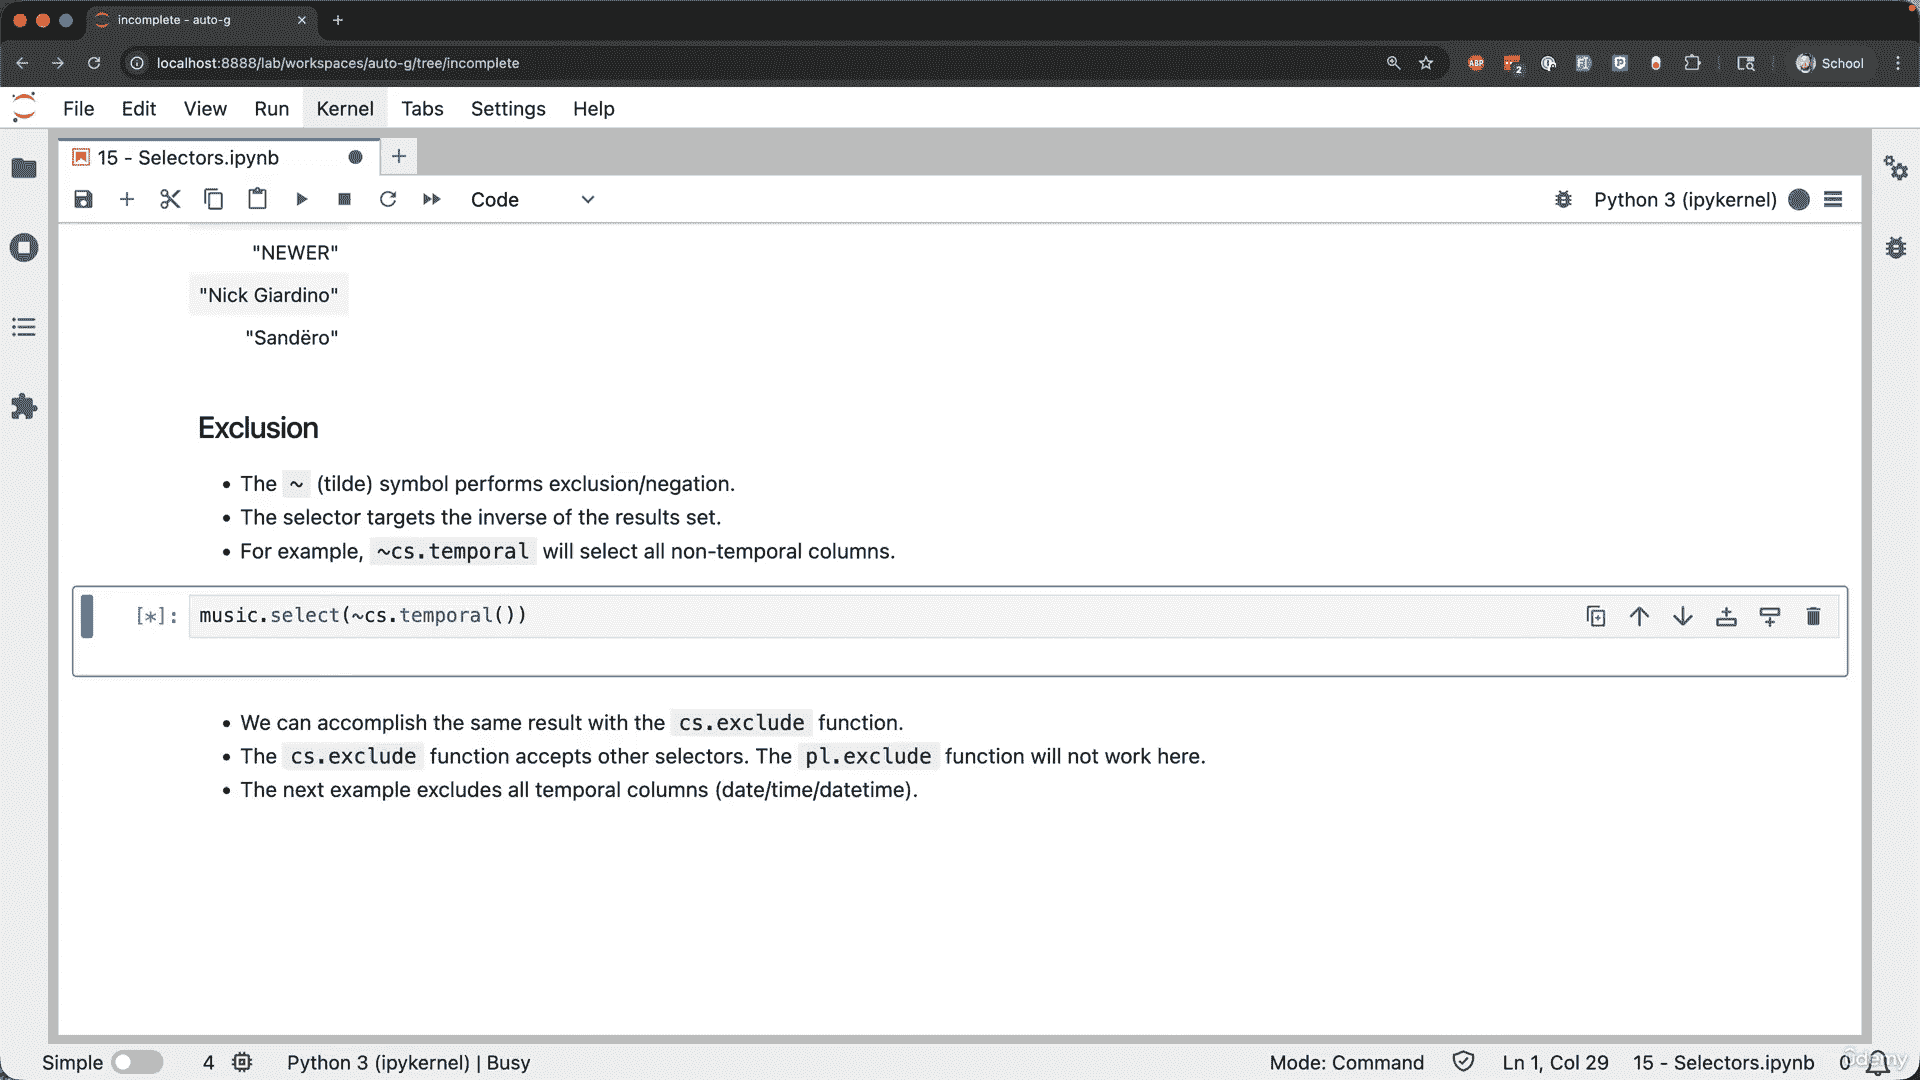 incomplete - auto-g
localhost:8888/lab/workspaces/auto-g/tree/incomplete
ABP
2
School
File Edit View Run Kernel Tabs Settings Help
15 - Selectors.ipynb
Code
Python 3 (ipykernel)
"NEWER"
"Nick Giardino"
"Sandëro"
Exclusion
• The ~ (tilde) symbol performs exclusion/negation.
• The selector targets the inverse of the results set.
• For example, ~cs.temporal will select all non-temporal columns.
[*]: music.select(~cs.temporal())
• We can accomplish the same result with the cs.exclude function.
• The cs.exclude function accepts other selectors. The pl.exclude function will not work here.
• The next example excludes all temporal columns (date/time/datetime).
Simple 4 Python 3 (ipykernel) | Busy Mode: Command Ln 1, Col 29 15 - Selectors.ipynb 0
ûdemy